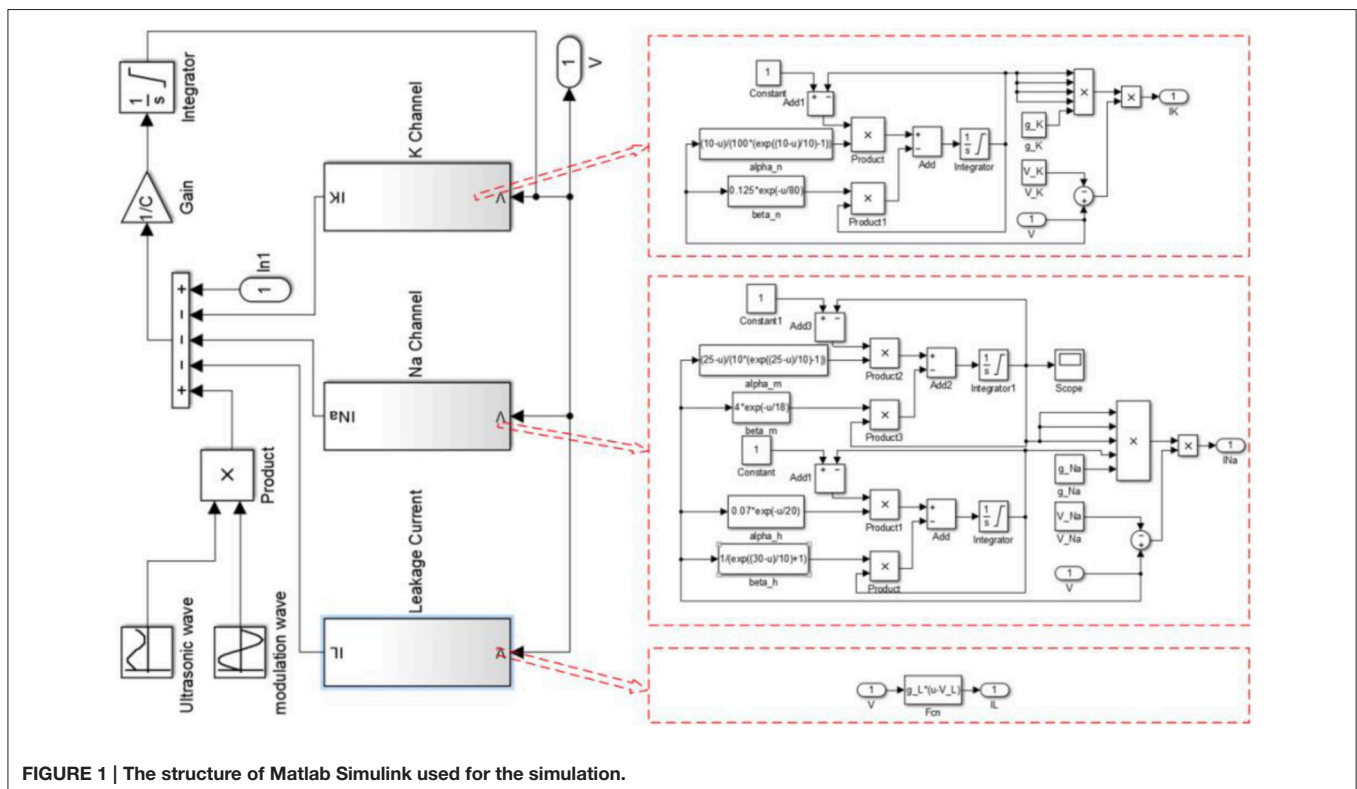 1
s
Integrator
1/C
Gain
+
−
−
−
+
1
In1
×
Product
Ultrasonic wave
modulation wave
IK
V
K Channel
INa
V
Na Channel
IL
V
Leakage Current
1
V
1
Constant
+ −
Add1
(10-u)/(100*(exp((10-u)/10)-1))
alpha_n
0.125*exp(-u/80)
beta_n
×
Product
×
Product1
+
−
Add
1
s
Integrator
g_K
g_K
V_K
V_K
1
V
×
−
+
×
1
IK
1
Constant1
+ −
Add3
(25-u)/(10*(exp((25-u)/10)-1))
alpha_m
4*exp(-u/18)
beta_m
×
Product2
×
Product3
+
−
Add2
1
s
Integrator1
Scope
1
Constant
+ −
Add1
0.07*exp(-u/20)
alpha_h
1/(exp((30-u)/10)+1)
beta_h
×
Product1
×
Product
+
−
Add
1
s
Integrator
g_Na
g_Na
V_Na
V_Na
1
V
×
−
+
×
1
INa
1
V
g_L*(u-V_L)
Fcn
1
IL
FIGURE 1 | The structure of Matlab Simulink used for the simulation.